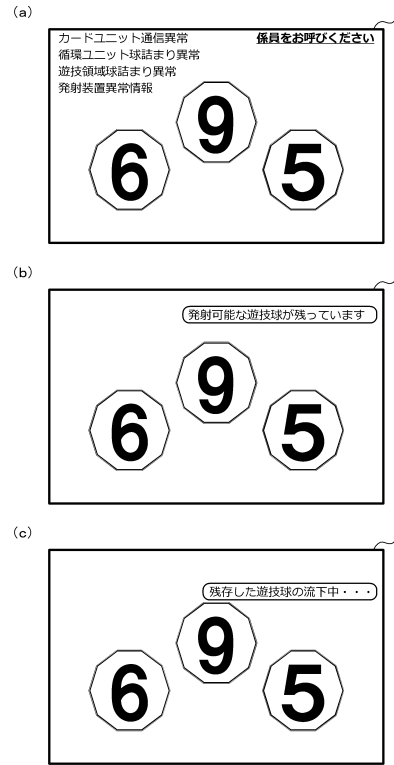 (a)
カードユニット通信異常
係員をお呼びください
循環ユニット球詰まり異常
遊技領域球詰まり異常
発射装置異常情報
9
6 5
(b)
発射可能な遊技球が残っています
9
6 5
(c)
残存した遊技球の流下中・・・
9
6 5